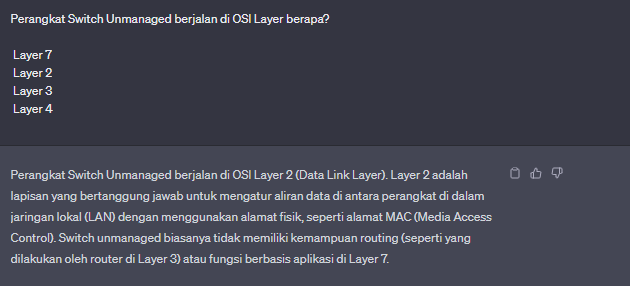 Perangkat Switch Unmanaged berjalan di OSI Layer berapa?
Layer 7
Layer 2
Layer 3
Layer 4
Perangkat Switch Unmanaged berjalan di OSI Layer 2 (Data Link Layer). Layer 2 adalah
lapisan yang bertanggung jawab untuk mengatur aliran data di antara perangkat di dalam
jaringan lokal (LAN) dengan menggunakan alamat fisik, seperti alamat MAC (Media Access
Control). Switch unmanaged biasanya tidak memiliki kemampuan routing (seperti yang
dilakukan oleh router di Layer 3) atau fungsi berbasis aplikasi di Layer 7.